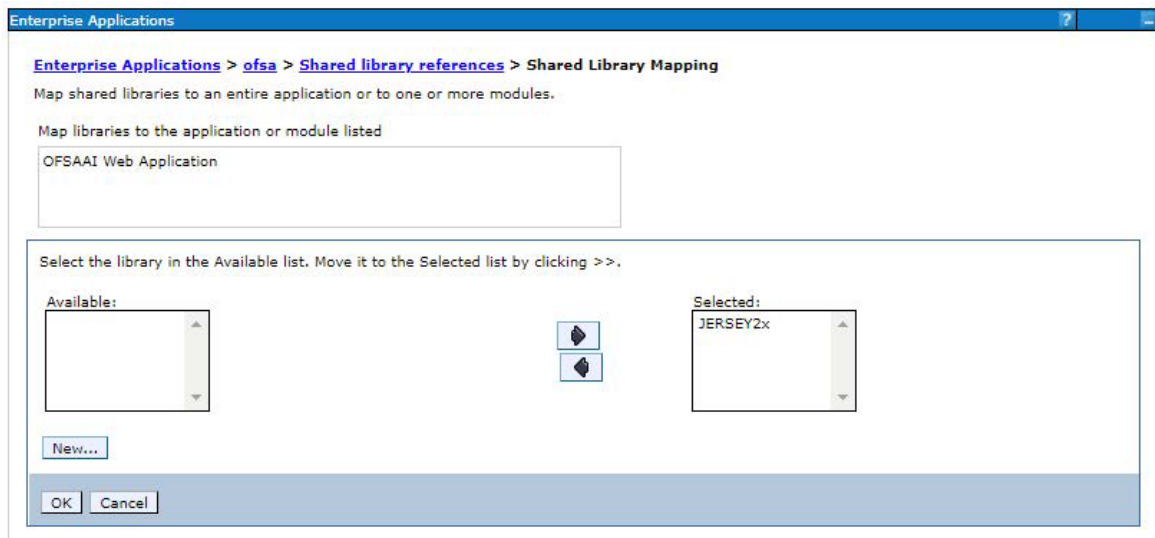 Enterprise Applications ?
Enterprise Applications > ofsa > Shared library references > Shared Library Mapping
Map shared libraries to an entire application or to one or more modules.
Map libraries to the application or module listed
OFSAAI Web Application
Select the library in the Available list. Move it to the Selected list by clicking >>.
Available: Selected:
JERSEY2x
New...
OK Cancel